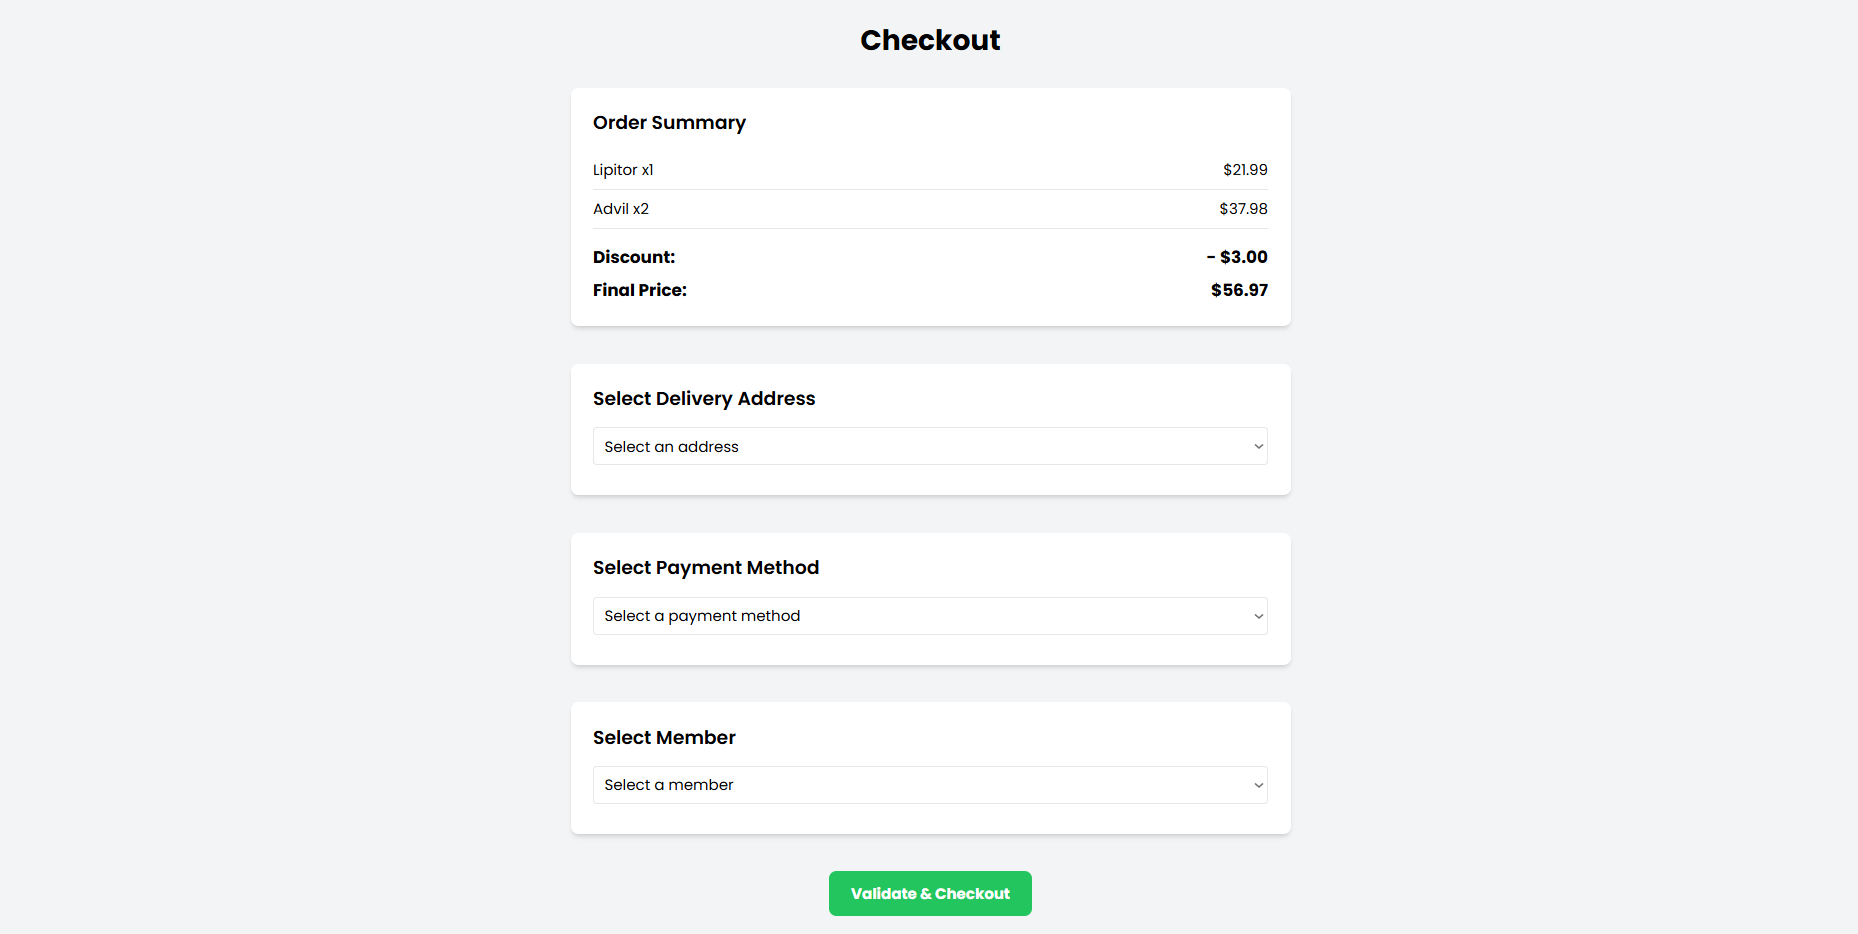 Checkout
Order Summary
Lipitor x1 $21.99
Advil x2 $37.98
Discount: - $3.00
Final Price: $56.97
Select Delivery Address
Select an address
Select Payment Method
Select a payment method
Select Member
Select a member
Validate & Checkout